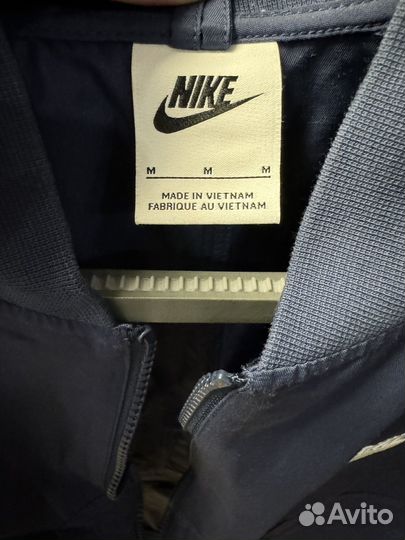 NIKE
M M M
MADE IN VIETNAM
FABRIQUE AU VIETNAM
Avito